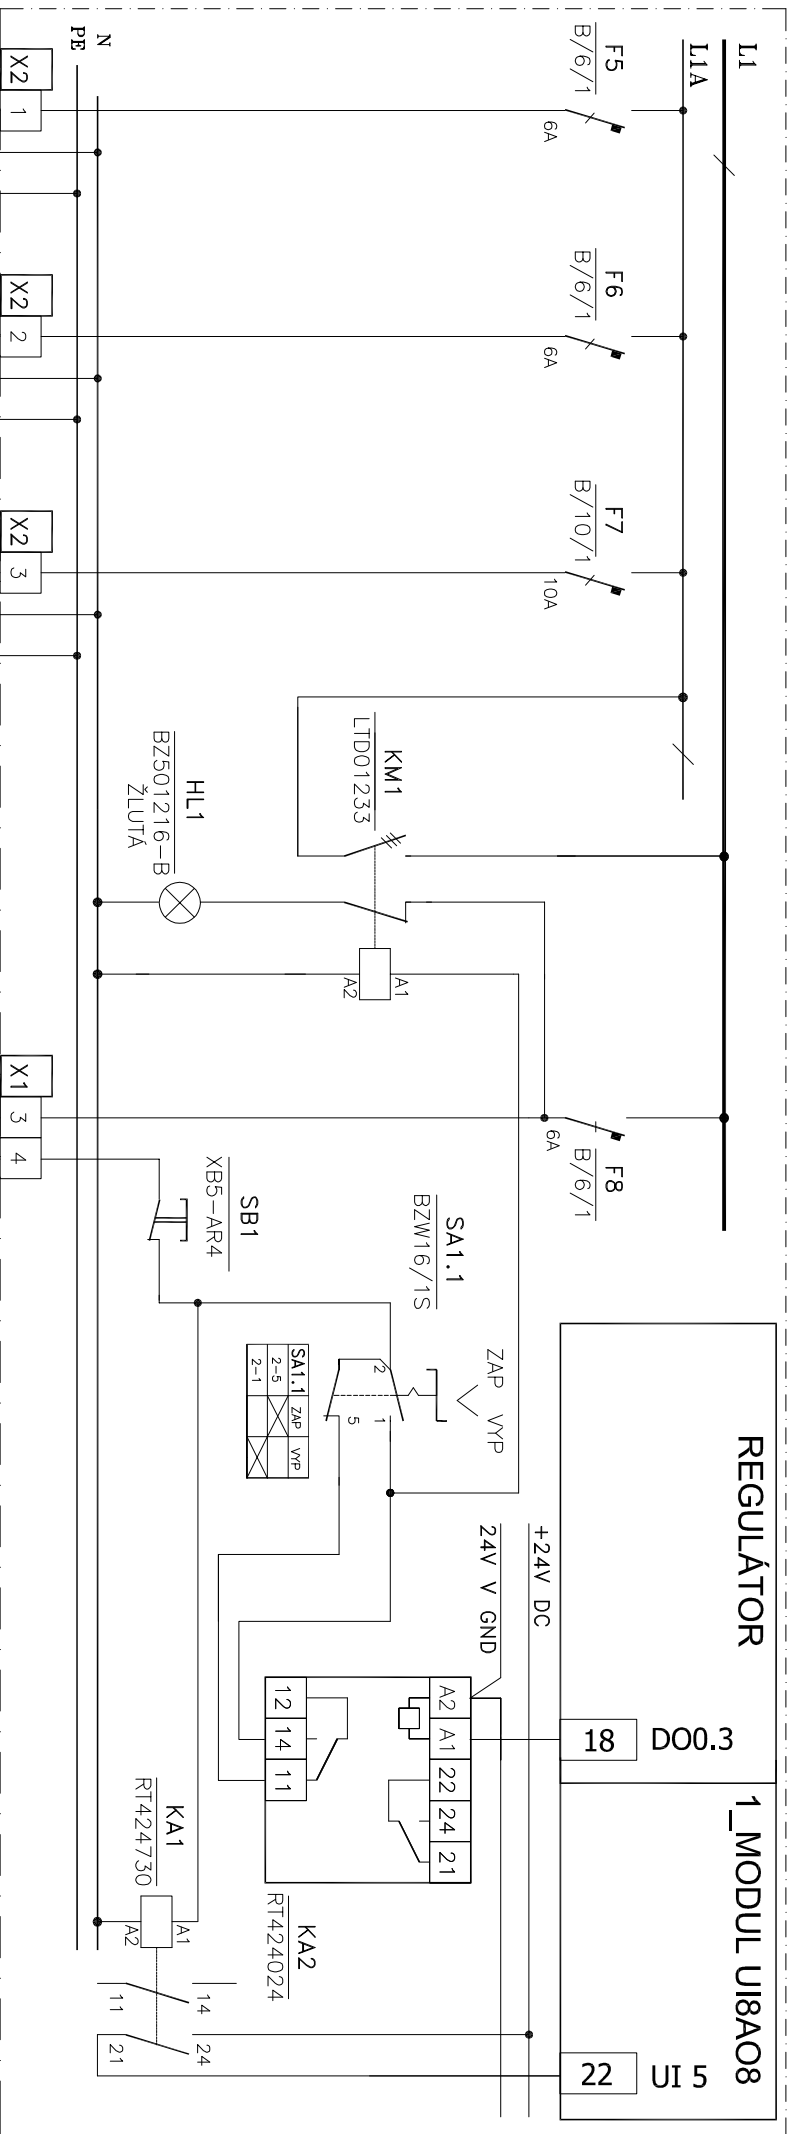 L1
L1A
N
PE
F5
B/6/1
6A
X2
1
F6
B/6/1
6A
X2
2
F7
B/10/1
10A
X2
3
KM1
LTD01233
HL1
BZ501216-B
ŽLUTÁ
A1
A2
F8
B/6/1
6A
X1
3
4
SB1
XB5-AR4
SA1.1
BZW16/1S
ZAP VYP
2
1
5
SA1.1 ZAP VYP
2-5
2-1
REGULÁTOR
+24V DC
24V V GND
18 DO0.3
A2 A1 22 24 21
12 14 11
KA2
RT424024
KA1
RT424730
A1
A2
14
11
24
21
1_MODUL UI8AO8
22 UI 5